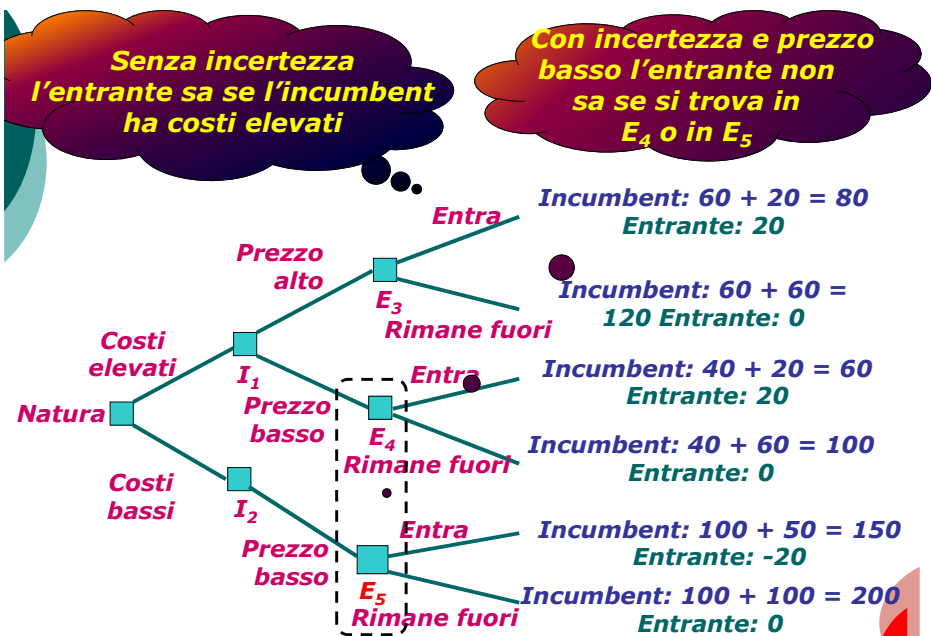 Senza incertezza
l'entrante sa se l'incumbent
ha costi elevati
Con incertezza e prezzo
basso l'entrante non
sa se si trova in
E4 o in E5
Incumbent: 60 + 20 = 80
Entrante: 20
Entra
Prezzo
alto
E3
Rimane fuori
Incumbent: 60 + 60 =
120 Entrante: 0
Costi
elevati
I1
Natura
Prezzo
basso
Entra
E4
Rimane fuori
Incumbent: 40 + 20 = 60
Entrante: 20
Incumbent: 40 + 60 = 100
Entrante: 0
Costi
bassi
I2
Prezzo
basso
Entra
E5
Rimane fuori
Incumbent: 100 + 50 = 150
Entrante: -20
Incumbent: 100 + 100 = 200
Entrante: 0